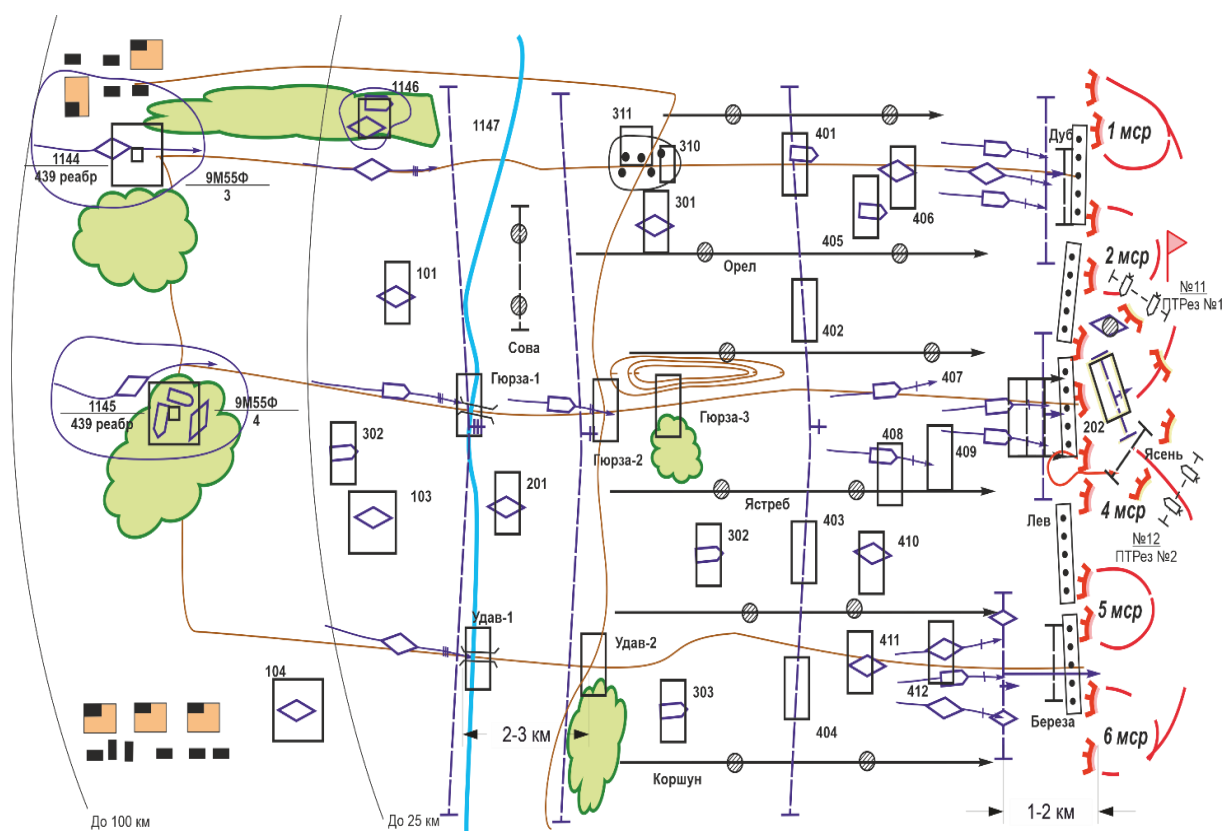 1146
1147
311
310
401
Дуб
1 мср
1144
439 реабр
9М55Ф
3
301
405
406
2 мср
№11
ПТРез №1
101
Орел
402
Сова
Гюрза-1
407
1145
439 реабр
9М55Ф
4
302
Гюрза-3
408
409
202
Ясень
Гюрза-2
103
201
Ястреб
Лев
4 мср
403
302
410
№12
ПТРез №2
Удав-1
5 мср
Удав-2
411
104
303
412
Береза
2-3 км
404
6 мср
Коршун
До 100 км
До 25 км
1-2 км